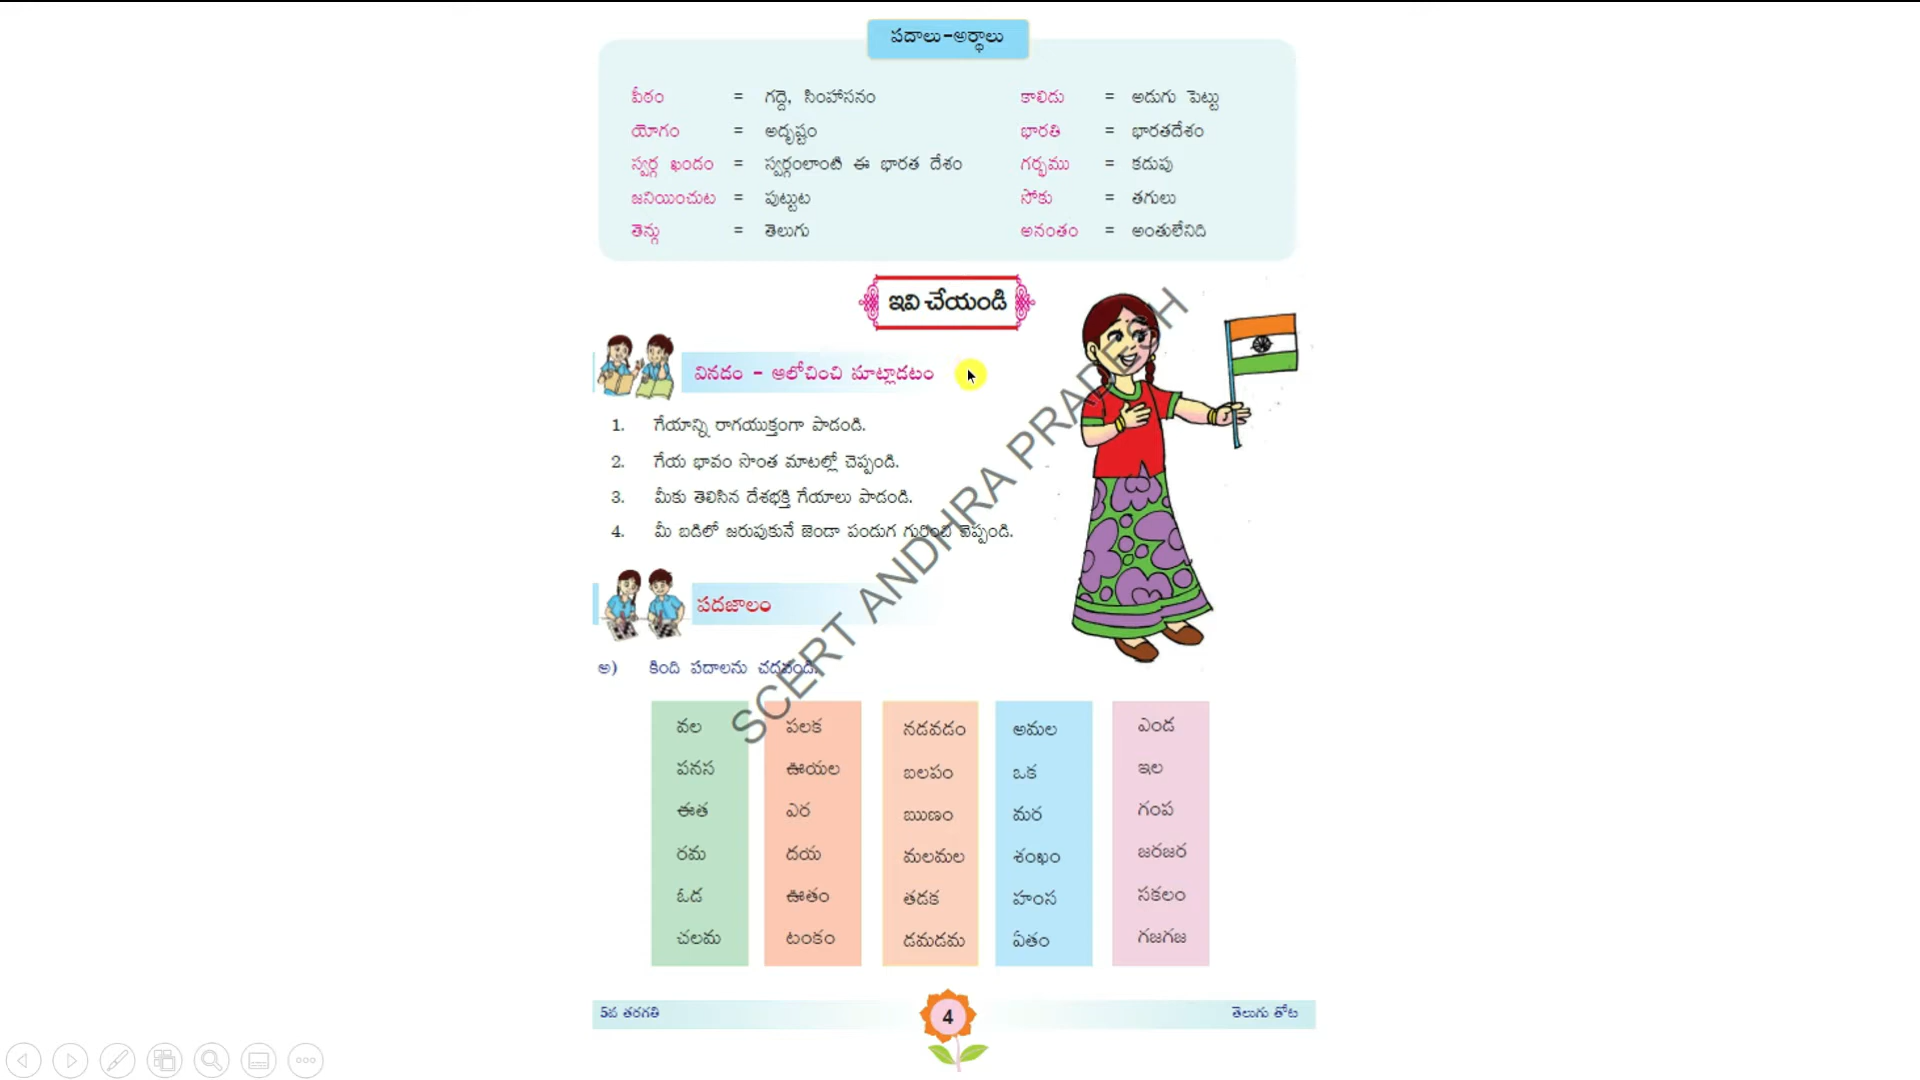 పదాలు-అర్థాలు
పీఠం = గద్దె, సింహాసనం
కాలిదు = అడుగు పెట్టు
యోగం = అదృష్టం
భారతి = భారతదేశం
స్వర్గ ఖండం = స్వర్గంలాంటి ఈ భారత దేశం
గర్భము = కడుపు
జనియించుట = పుట్టుట
సోకు = తగులు
తెన్గు = తెలుగు
అనంతం = అంతులేనిది
ఇవి చేయండి
వినడం - ఆలోచించి మాట్లాడటం
1. గేయాన్ని రాగయుక్తంగా పాడండి.
2. గేయ భావం సొంత మాటల్లో చెప్పండి.
3. మీకు తెలిసిన దేశభక్తి గేయాలు పాడండి.
4. మీ బడిలో జరుపుకునే జెండా పండుగ గురించి చెప్పండి.
పదజాలం
అ) కింది పదాలను చదవండి.
వల పలక నడవడం అమల ఎండ
పనస ఊయల బలపం ఒక ఇల
ఈత ఎర ఋణం మర గంప
రమ దయ మలమల శంఖం జరజర
ఓడ ఊతం తడక హంస సకలం
చలమ టంకం డమడమ ఏతం గజగజ
SCERT ANDHRA PRADESH
5వ తరగతి 4 తెలుగు తోట